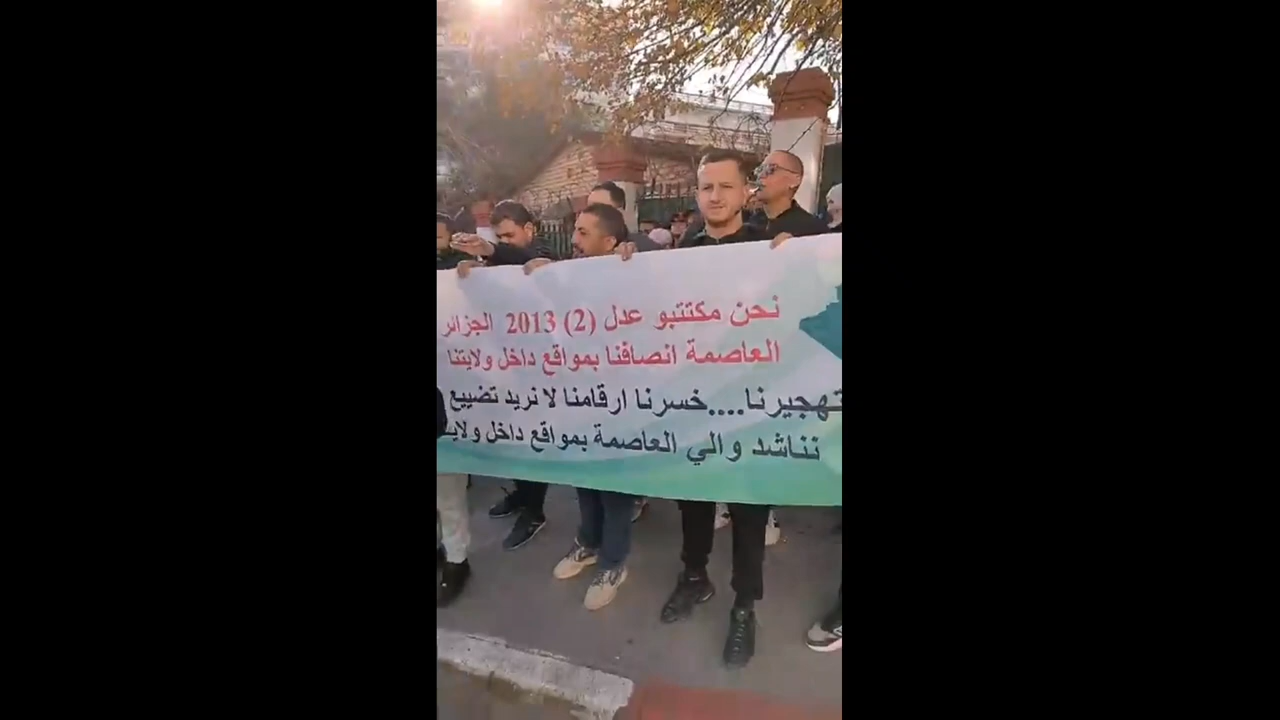 نحن مكتتبو عدل (2) 2013 الجزائر
العاصمة انصافنا بمواقع داخل ولايتنا
تهجيرنا....خسرنا ارقامنا لا نريد تضييع
نناشد والي العاصمة بمواقع داخل